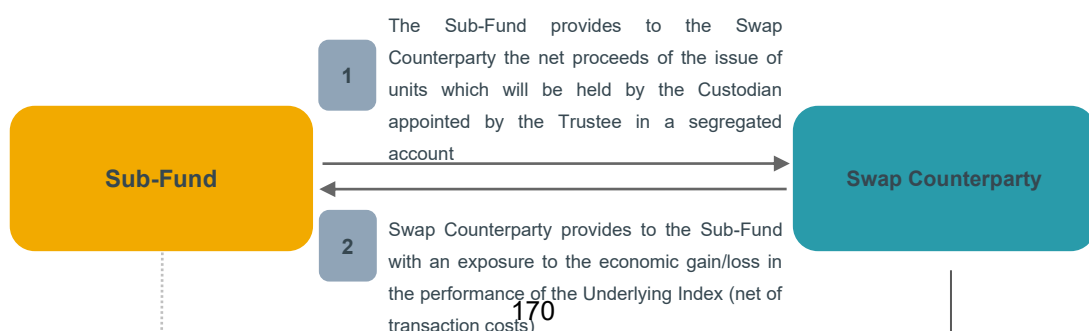 The Sub-Fund provides to the Swap
Counterparty the net proceeds of the issue of
1
units which will be held by the Custodian
appointed by the Trustee in a segregated
account
Sub-Fund
Swap Counterparty
2
Swap Counterparty provides to the Sub-Fund
with an exposure to the economic gain/loss in
the performance of the Underlying Index (net of
transaction costs)
170